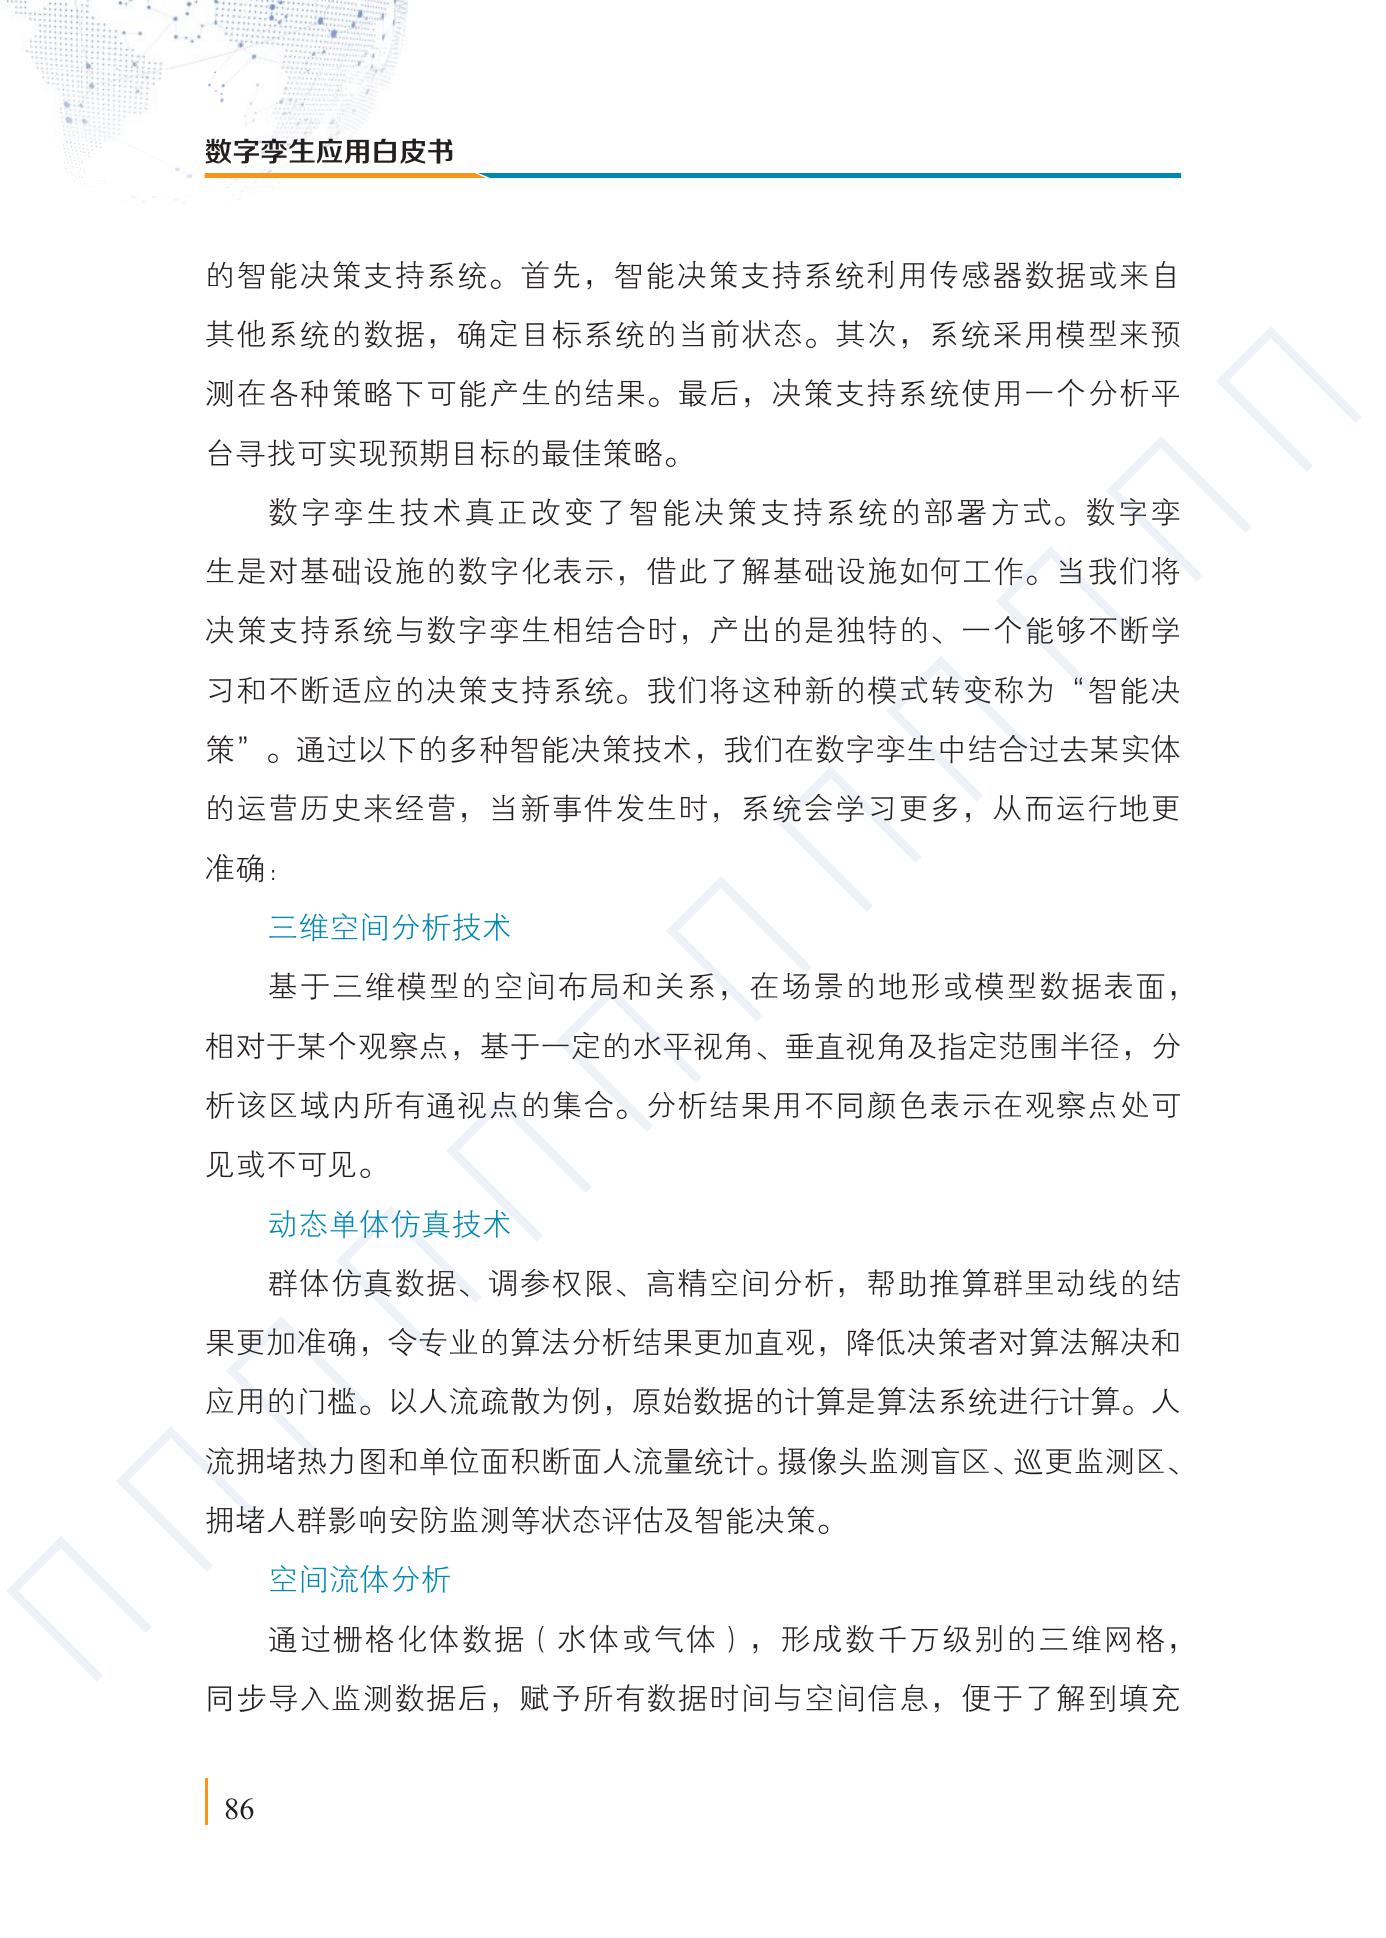 数字孪生应用白皮书
的智能决策支持系统。首先，智能决策支持系统利用传感器数据或来自
其他系统的数据，确定目标系统的当前状态。其次，系统采用模型来预
测在各种策略下可能产生的结果。最后，决策支持系统使用一个分析平
台寻找可实现预期目标的最佳策略。
数字孪生技术真正改变了智能决策支持系统的部署方式。数字孪
生是对基础设施的数字化表示，借此了解基础设施如何工作。当我们将
决策支持系统与数字孪生相结合时，产出的是独特的、一个能够不断学
习和不断适应的决策支持系统。我们将这种新的模式转变称为“智能决
策”。通过以下的多种智能决策技术，我们在数字孪生中结合过去某实体
的运营历史来经营，当新事件发生时，系统会学习更多，从而运行地更
准确：
三维空间分析技术
基于三维模型的空间布局和关系，在场景的地形或模型数据表面，
相对于某个观察点，基于一定的水平视角、垂直视角及指定范围半径，分
析该区域内所有通视点的集合。分析结果用不同颜色表示在观察点处可
见或不可见。
动态单体仿真技术
群体仿真数据、调参权限、高精空间分析，帮助推算群里动线的结
果更加准确，令专业的算法分析结果更加直观，降低决策者对算法解决和
应用的门槛。以人流疏散为例，原始数据的计算是算法系统进行计算。人
流拥堵热力图和单位面积断面人流量统计。摄像头监测盲区、巡更监测区、
拥堵人群影响安防监测等状态评估及智能决策。
空间流体分析
通过栅格化体数据（水体或气体），形成数千万级别的三维网格，
同步导入监测数据后，赋予所有数据时间与空间信息，便于了解到填充
86